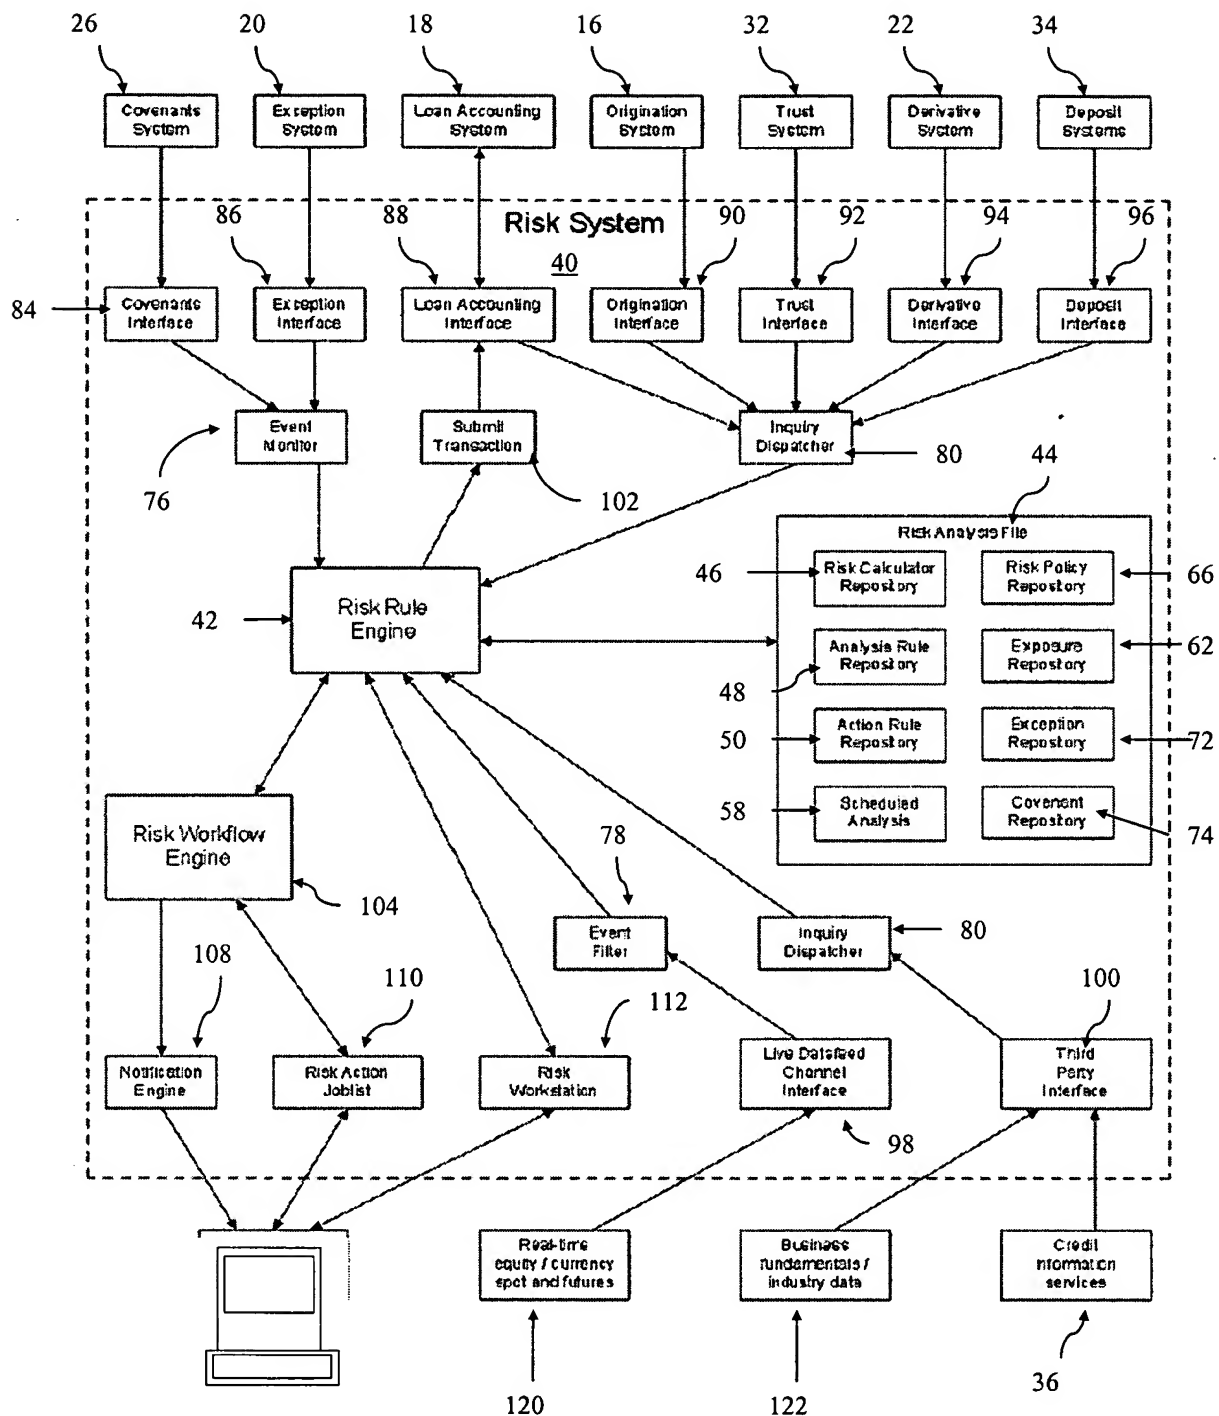 26 20 18 16 32 22 34
Covenants System
Exception System
Loan Accounting System
Origination System
Trust System
Derivative System
Deposit Systems
86 88 90 92 94 96
Risk System
40
84
Covenants Interface
Exception Interface
Loan Accounting Interface
Origination Interface
Trust Interface
Derivative Interface
Deposit Interface
Event Monitor
Submit Transaction
Inquiry Dispatcher
76
102
80
44
Risk Analysis File
46
Risk Calculator Repository
Risk Policy Repository
66
42
Risk Rule Engine
Analysis Rule Repository
Exposure Repository
62
48
50
Action Rule Repository
Exception Repository
72
58
Scheduled Analysis
Covenant Repository
74
Risk Workflow Engine
104
78
Event Filter
Inquiry Dispatcher
80
108
110
112
100
Notification Engine
Risk Action Joblist
Risk Workstation
Live Datafeed Channel Interface
Third Party Interface
98
Real-time equity / currency spot and futures
Business fundamentals / industry data
Credit information services
120
122
36